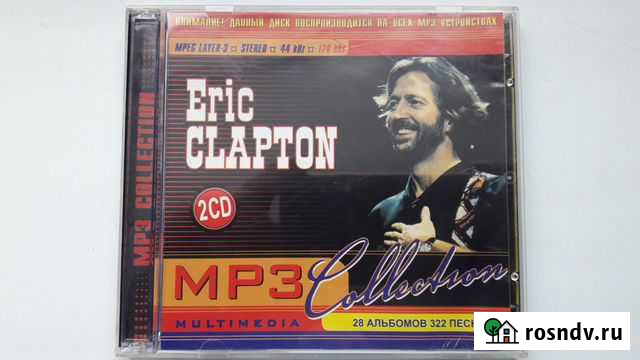 ВНИМАНИЕ! ДАННЫЙ ДИСК ВОСПРОИЗВОДИТСЯ НА ВСЕХ MP3 УСТРОЙСТВАХ
MPEG LAYER-3 STEREO 44 kHz
Eric
CLAPTON
2CD
MP3 COLLECTION
MP3 Collection
MULTIMEDIA
28 АЛЬБОМОВ 322
rosndv.ru